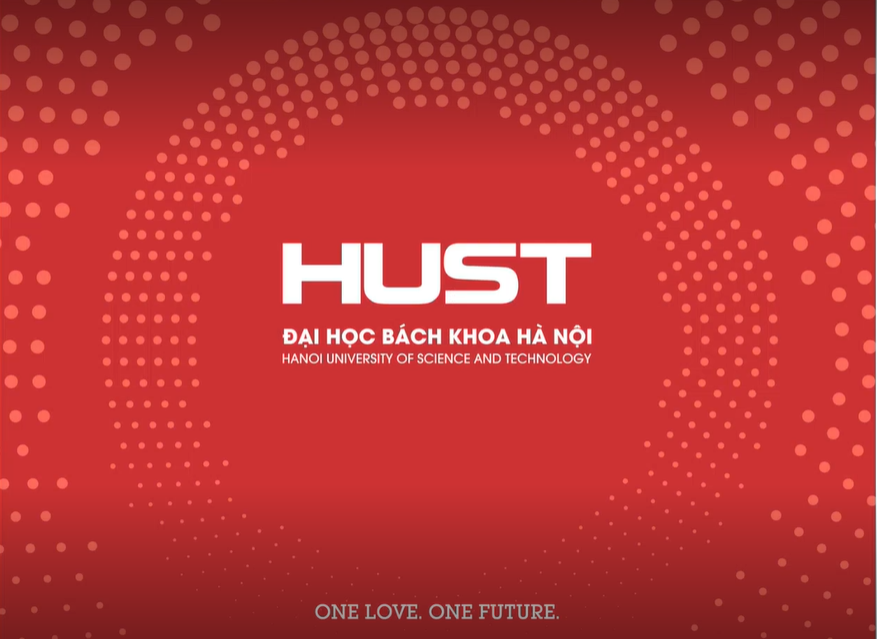 HUST
ĐẠI HỌC BÁCH KHOA HÀ NỘI
HANOI UNIVERSITY OF SCIENCE AND TECHNOLOGY
ONE LOVE. ONE FUTURE.